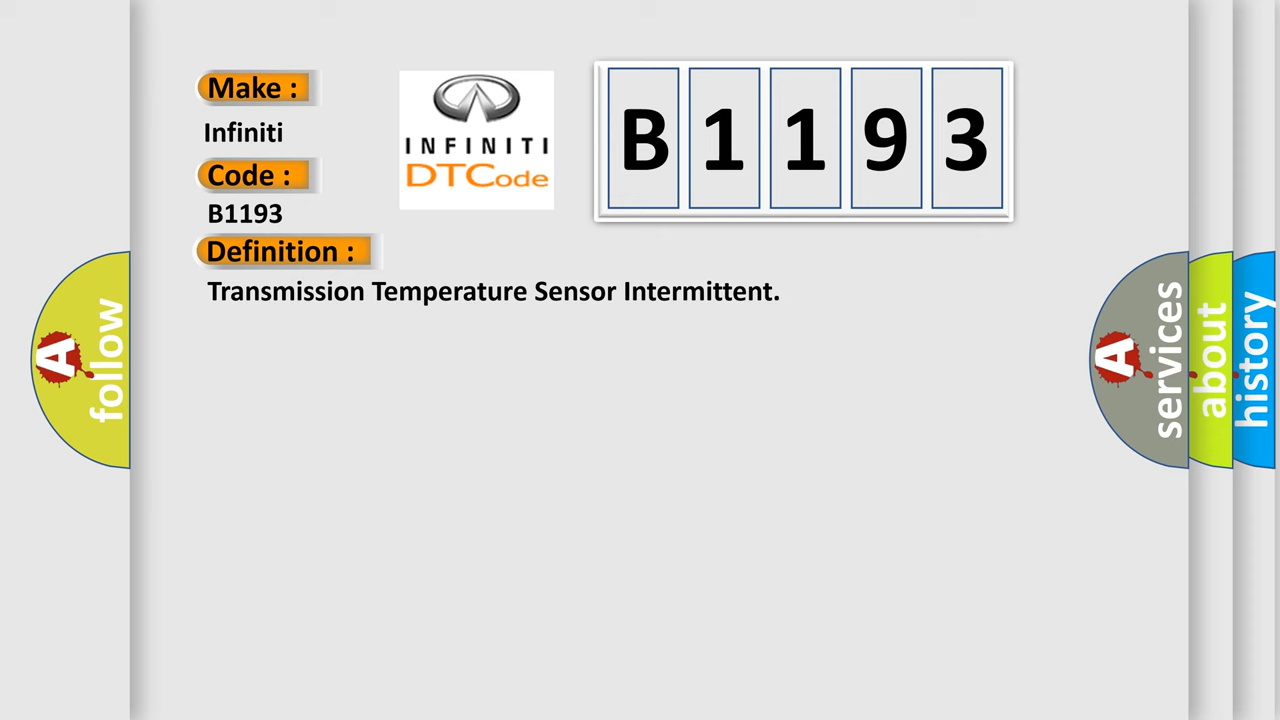 Make :
Infiniti
Code :
B1193
Definition :
Transmission Temperature Sensor Intermittent.
INFINITI
DTCode
B 1 1 9 3
A
follow
A
services
about
history